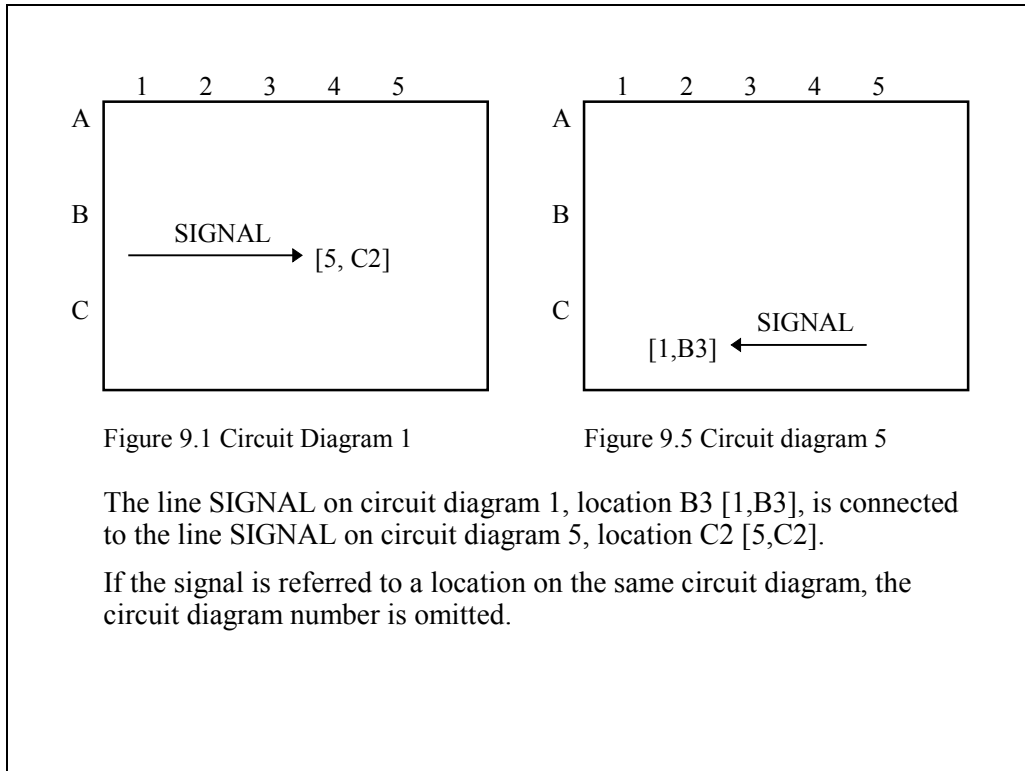 1 2 3 4 5
A
B
SIGNAL
[5, C2]
C
Figure 9.1 Circuit Diagram 1
1 2 3 4 5
A
B
C
SIGNAL
[1,B3]
Figure 9.5 Circuit diagram 5
The line SIGNAL on circuit diagram 1, location B3 [1,B3], is connected
to the line SIGNAL on circuit diagram 5, location C2 [5,C2].
If the signal is referred to a location on the same circuit diagram, the
circuit diagram number is omitted.